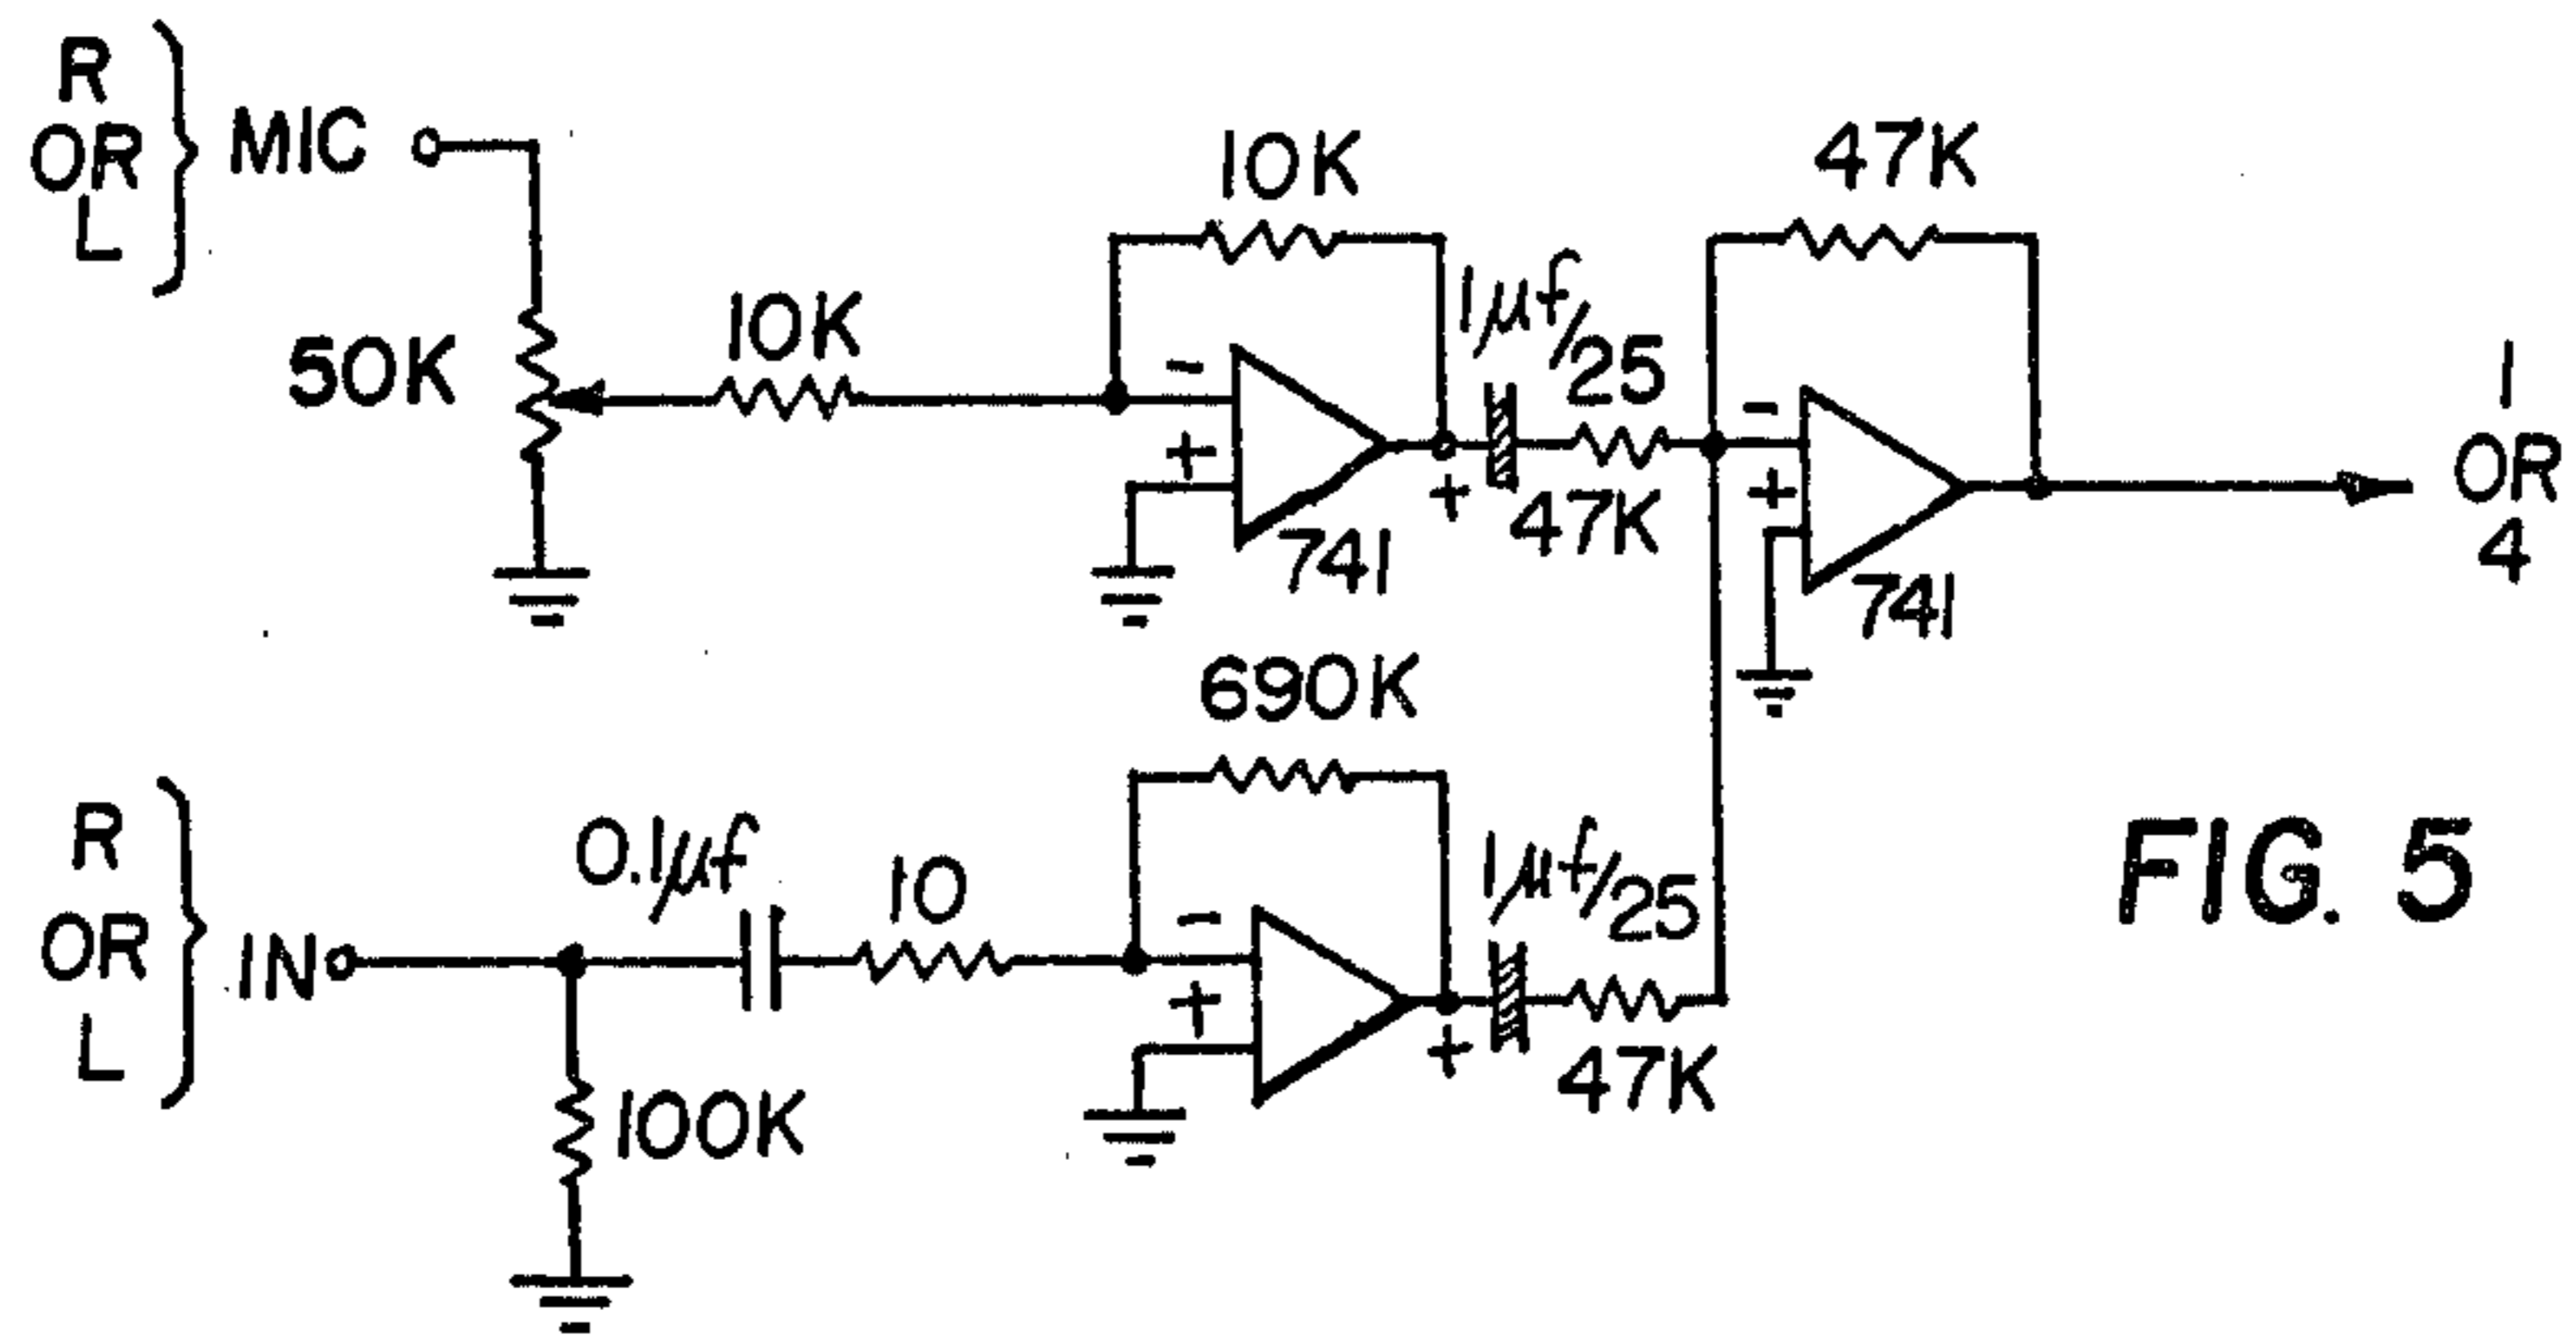 R
OR
L
MIC
50K
10K
10K
-
+
741
1µf/25
+
47K
47K
-
+
741
1
OR
4
R
OR
L
IN
0.1µf
10
100K
690K
-
+
1µf/25
+
47K
FIG. 5